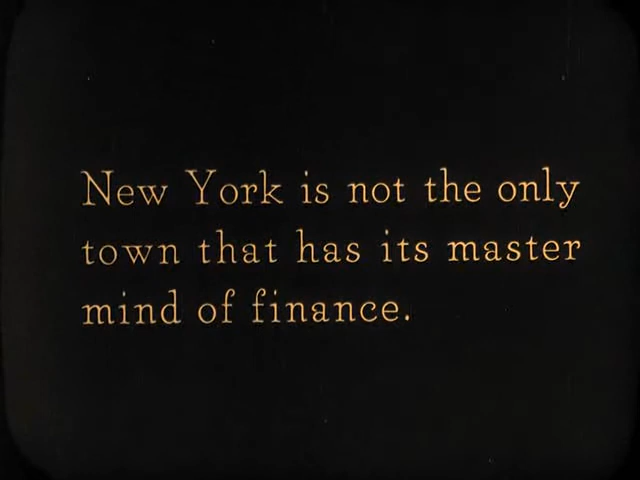 New York is not the only
town that has its master
mind of finance.